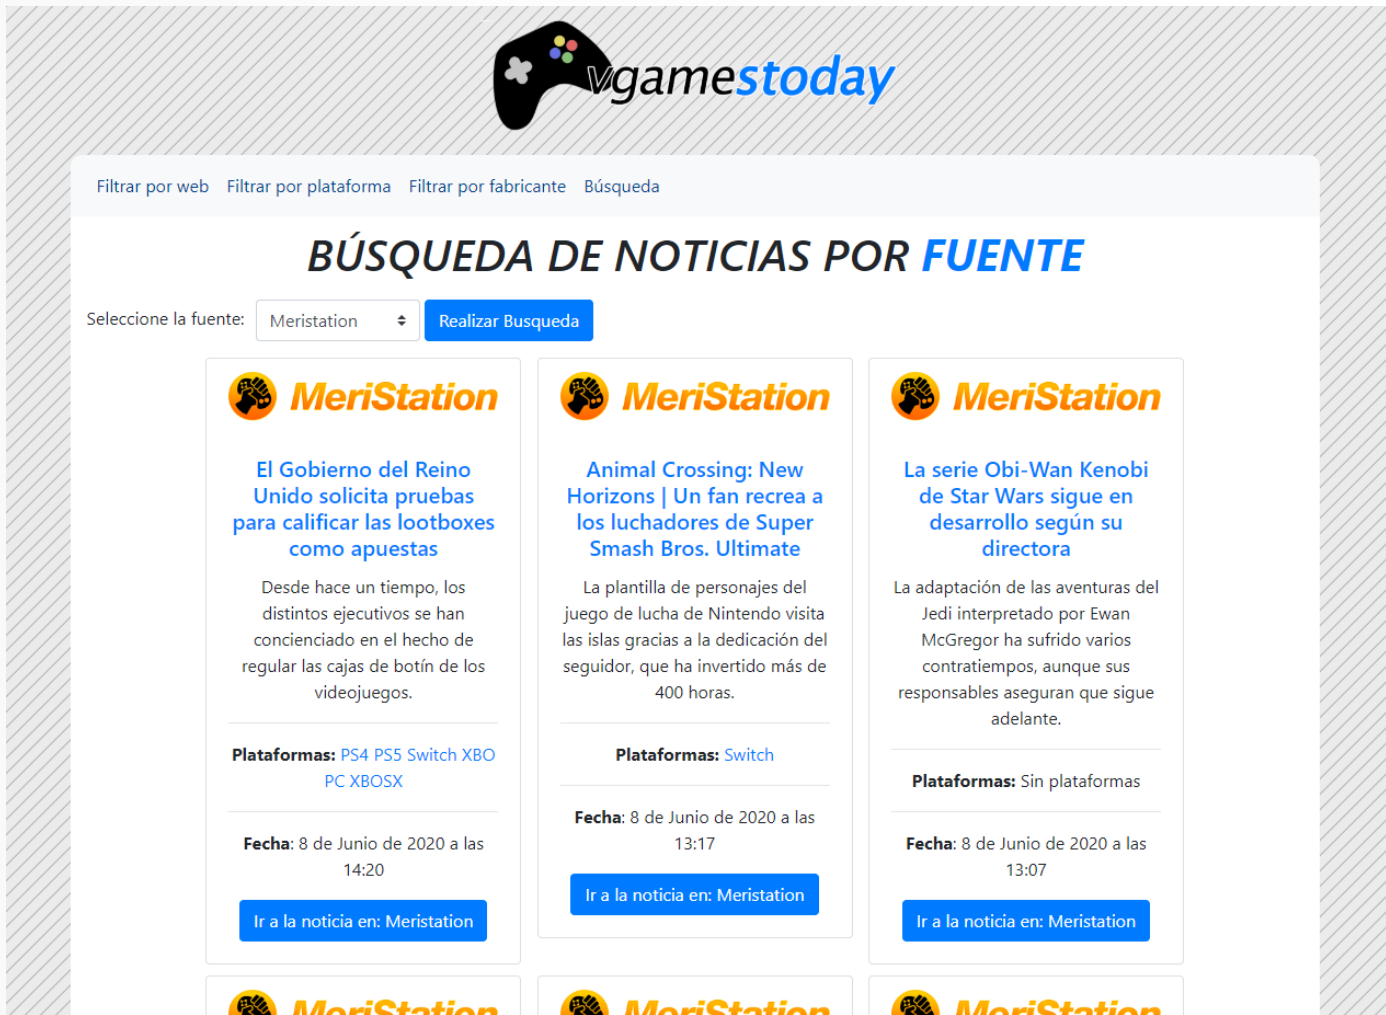 vgamestoday
Filtrar por web Filtrar por plataforma Filtrar por fabricante Búsqueda
BÚSQUEDA DE NOTICIAS POR FUENTE
Seleccione la fuente: Meristation Realizar Busqueda
MeriStation
El Gobierno del Reino
Unido solicita pruebas
para calificar las lootboxes
como apuestas
Desde hace un tiempo, los
distintos ejecutivos se han
concienciado en el hecho de
regular las cajas de botín de los
videojuegos.
Plataformas: PS4 PS5 Switch XBO
PC XBOSX
Fecha: 8 de Junio de 2020 a las
14:20
Ir a la noticia en: Meristation
MeriStation
Animal Crossing: New
Horizons | Un fan recrea a
los luchadores de Super
Smash Bros. Ultimate
La plantilla de personajes del
juego de lucha de Nintendo visita
las islas gracias a la dedicación del
seguidor, que ha invertido más de
400 horas.
Plataformas: Switch
Fecha: 8 de Junio de 2020 a las
13:17
Ir a la noticia en: Meristation
MeriStation
La serie Obi-Wan Kenobi
de Star Wars sigue en
desarrollo según su
directora
La adaptación de las aventuras del
Jedi interpretado por Ewan
McGregor ha sufrido varios
contratiempos, aunque sus
responsables aseguran que sigue
adelante.
Plataformas: Sin plataformas
Fecha: 8 de Junio de 2020 a las
13:07
Ir a la noticia en: Meristation
MeriStation
MeriStation
MeriStation